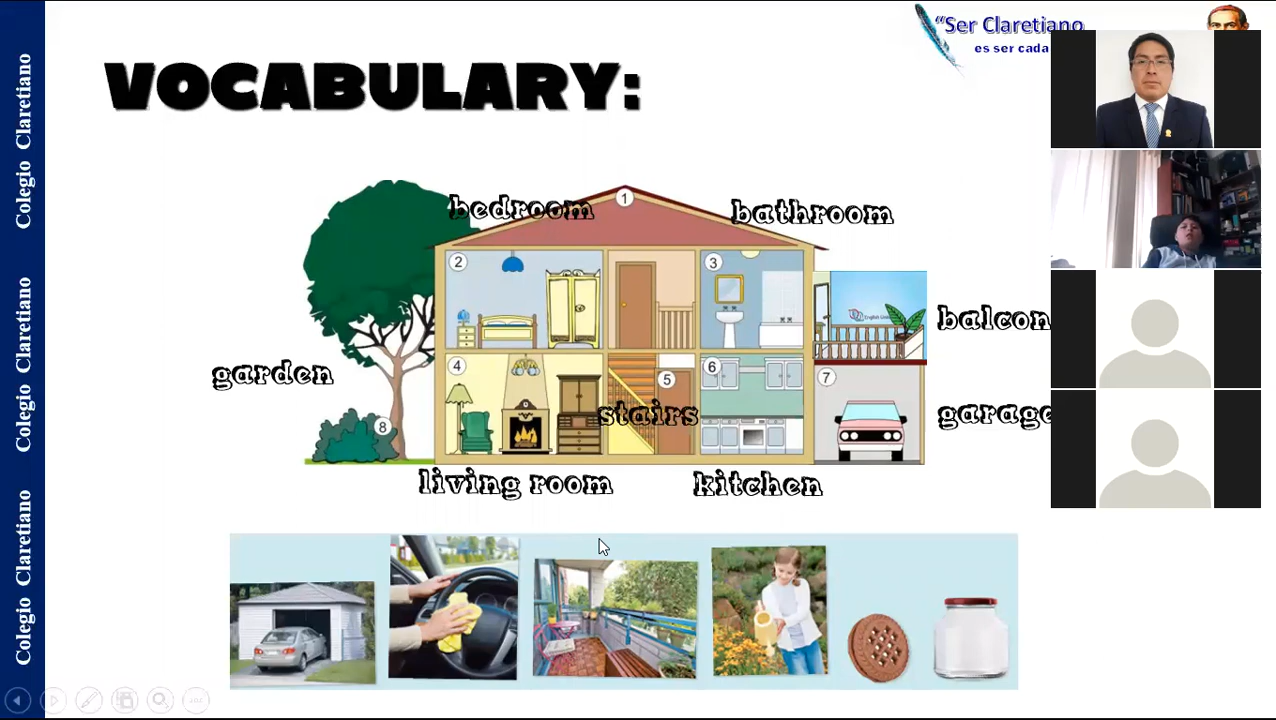 "Ser Claretiano
es ser cada
VOCABULARY:
bedroom
bathroom
1
2
3
balcon
garden
4
5
6
7
stairs
garage
8
living room
kitchen
Colegio Claretiano
Colegio Claretiano
Colegio Claretiano